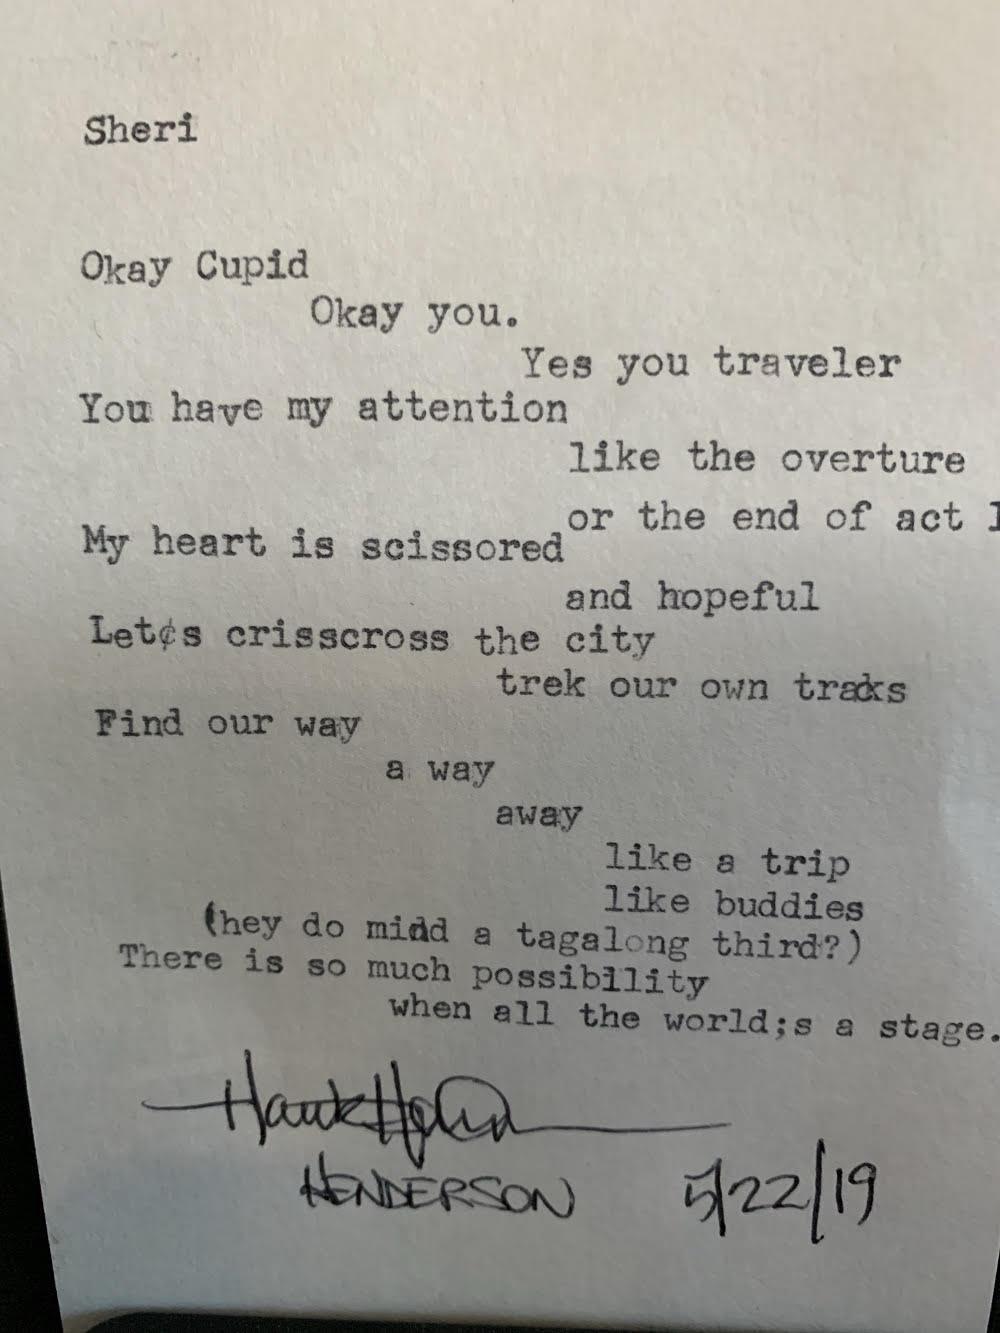 Sheri
Okay Cupid
Okay you.
Yes you traveler
You have my attention
like the overture
or the end of act 1
My heart is scissored
and hopeful
Let¢s crisscross the city
trek our own tracks
Find our way
a way
away
like a trip
like buddies
(hey do midd a tagalong third?)
There is so much possibility
when all the world;s a stage.
HENDERSON 5/22/19